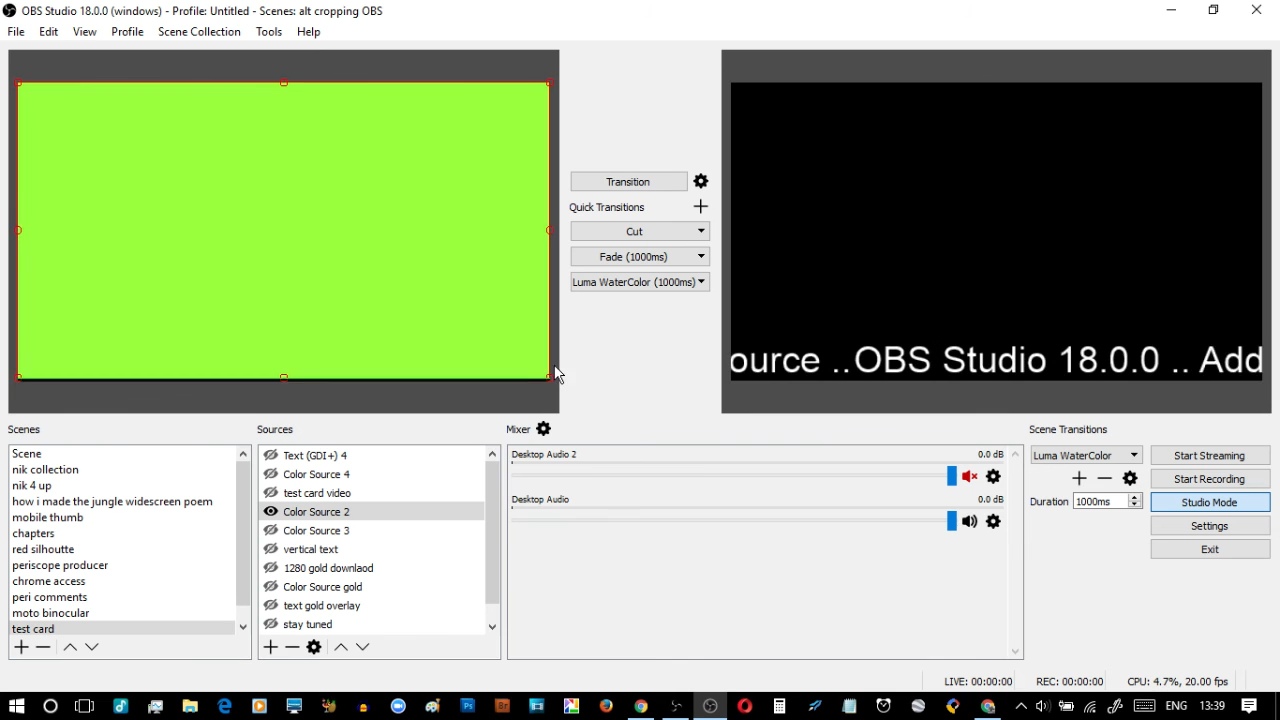 OBS Studio 18.0.0 (windows) - Profile: Untitled - Scenes: alt cropping OBS
File Edit View Profile Scene Collection Tools Help
Transition
Quick Transitions
Cut
Fade (1000ms)
Luma WaterColor (1000ms)
ource ..OBS Studio 18.0.0 .. Add
Scenes
Scene
nik collection
nik 4 up
how i made the jungle widescreen poem
mobile thumb
chapters
red silhoutte
periscope producer
chrome access
peri comments
moto binocular
test card
Sources
Text (GDI+) 4
Color Source 4
test card video
Color Source 2
Color Source 3
vertical text
1280 gold downlaod
Color Source gold
text gold overlay
stay tuned
Mixer
Desktop Audio 2 0.0 dB
Desktop Audio 0.0 dB
Scene Transitions
Luma WaterColor
Duration 1000ms
Start Streaming
Start Recording
Studio Mode
Settings
Exit
LIVE: 00:00:00 REC: 00:00:00 CPU: 4.7%, 20.00 fps
Ps
Br
ENG 13:39